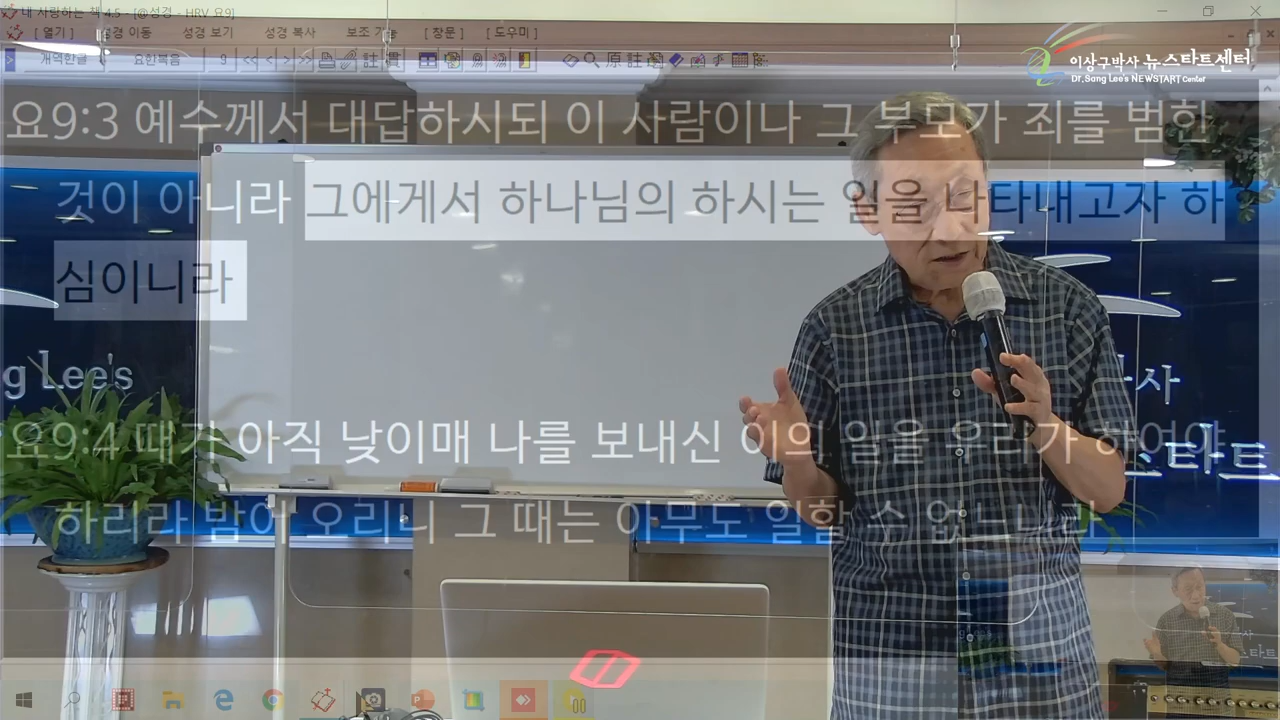 내 사랑하는 책 4.5 - [@성경 - HRV 요9]
[ 열기 ] 성경 이동 성경 보기 성경 복사 보조 기능 [ 창문 ] [ 도우미 ]
개역한글 요한복음 9 << < > >> 原 註
이상구박사 뉴스타트센터
Dr.Sang Lee's NEWSTART Center
요9:3 예수께서 대답하시되 이 사람이나 그 부모가 죄를 범한
것이 아니라 그에게서 하나님의 하시는 일을 나타내고자 하
심이니라
g Lee's
사
요9:4 때가 아직 낮이매 나를 보내신 이의 일을 우리가 하여야
스타트
하리라 밤이 오리니 그 때는 아무도 일할 수 없느니라